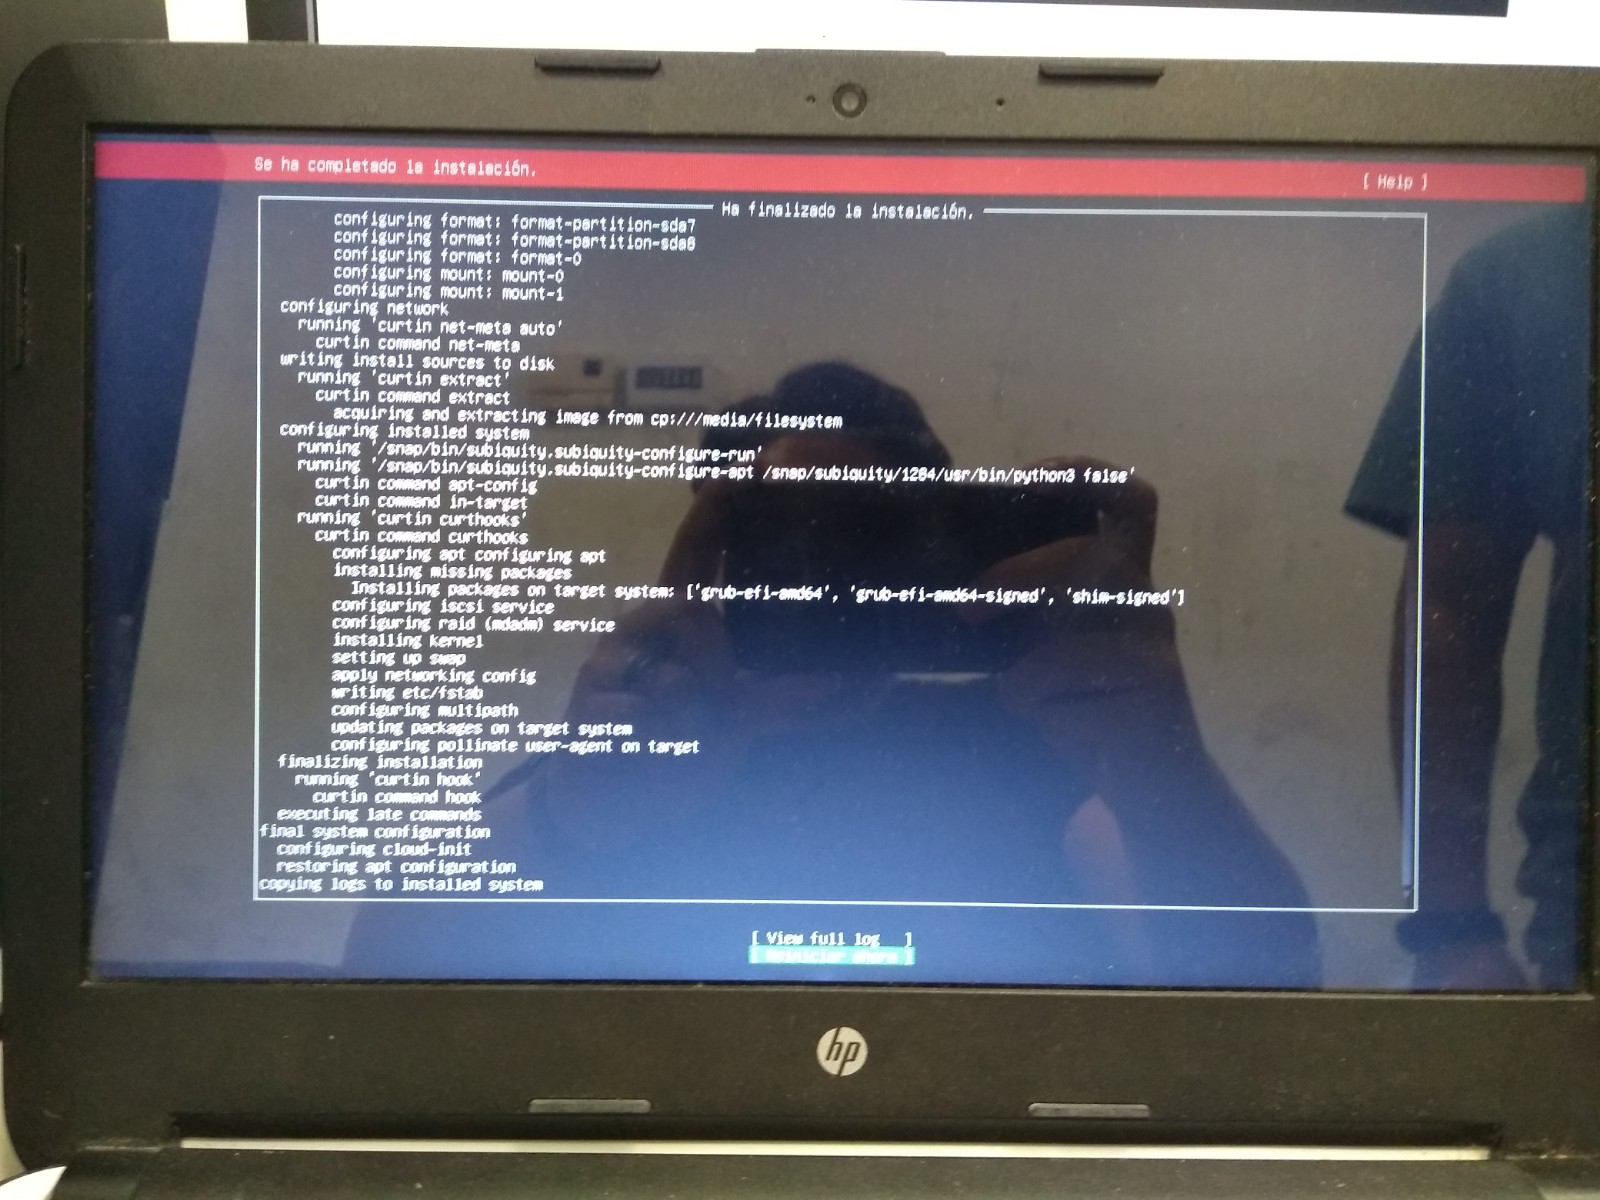 Se ha completado la instalación.
[ Help ]
Ha finalizado la instalación.
configuring format: format-partition-sda7
configuring format: format-partition-sda8
configuring format: format-0
configuring mount: mount-0
configuring mount: mount-1
configuring network
running 'curtin net-meta auto'
curtin command net-meta
writing install sources to disk
running 'curtin extract'
curtin command extract
acquiring and extracting image from cp:///media/filesystem
configuring installed system
running '/snap/bin/subiquity.subiquity-configure-run'
running '/snap/bin/subiquity.subiquity-configure-apt /snap/subiquity/1284/usr/bin/python3 false'
curtin command apt-config
curtin command in-target
running 'curtin curthooks'
curtin command curthooks
configuring apt configuring apt
installing missing packages
Installing packages on target system: ['grub-efi-amd64', 'grub-efi-amd64-signed', 'shim-signed']
configuring iscsi service
configuring raid (mdadm) service
installing kernel
setting up swap
apply networking config
writing etc/fstab
configuring multipath
updating packages on target system
configuring pollinate user-agent on target
finalizing installation
running 'curtin hook'
curtin command hook
executing late commands
final system configuration
configuring cloud-init
restoring apt configuration
copying logs to installed system
[ View full log ]
[ Reiniciar ahora ]
hp